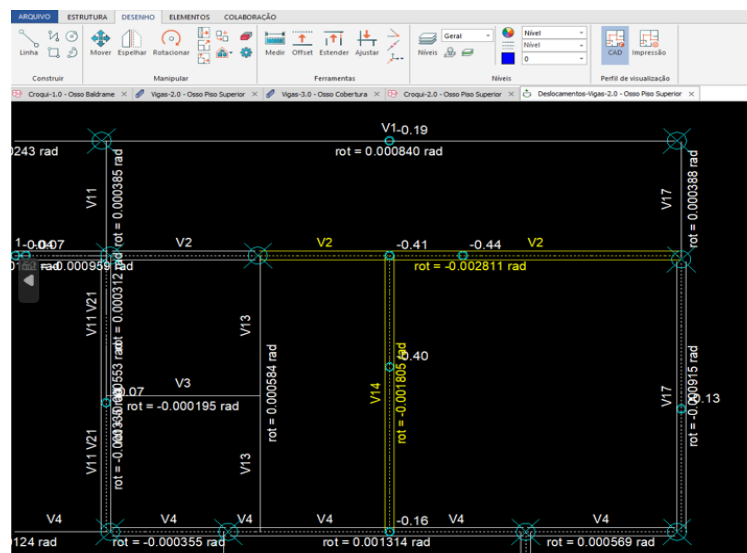 ARQUIVO ESTRUTURA DESENHO ELEMENTOS COLABORAÇÃO
Linha Mover Espelhar Rotacionar Medir Offset Estender Ajustar Níveis Geral Nível CAD Impressão
Nível
0
Construir Manipular Ferramentas Níveis Perfil de visualização
Croqui-1.0 - Osso Baldrame Vigas-2.0 - Osso Piso Superior Vigas-3.0 - Osso Cobertura Croqui-2.0 - Osso Piso Superior Deslocamentos-Vigas-2.0 - Osso Piso Superior
V1 -0.19
0243 rad rot = 0.000840 rad
V11
rot = 0.000385 rad
V17
rot = 0.000388 rad
V2 V2 -0.41 -0.44 V2
rot = -0.002811 rad
V11 V21
rot = 0.000312 rad
V13
rot = 0.000584 rad
V14
rot = -0.001805 rad
-0.40
V17
-0.13
V3
0.07
rot = -0.000195 rad
V11 V21
V13
V4 V4 V4 V4 -0.16 V4 V4
0124 rad rot = -0.000355 rad rot = 0.001314 rad rot = 0.000569 rad